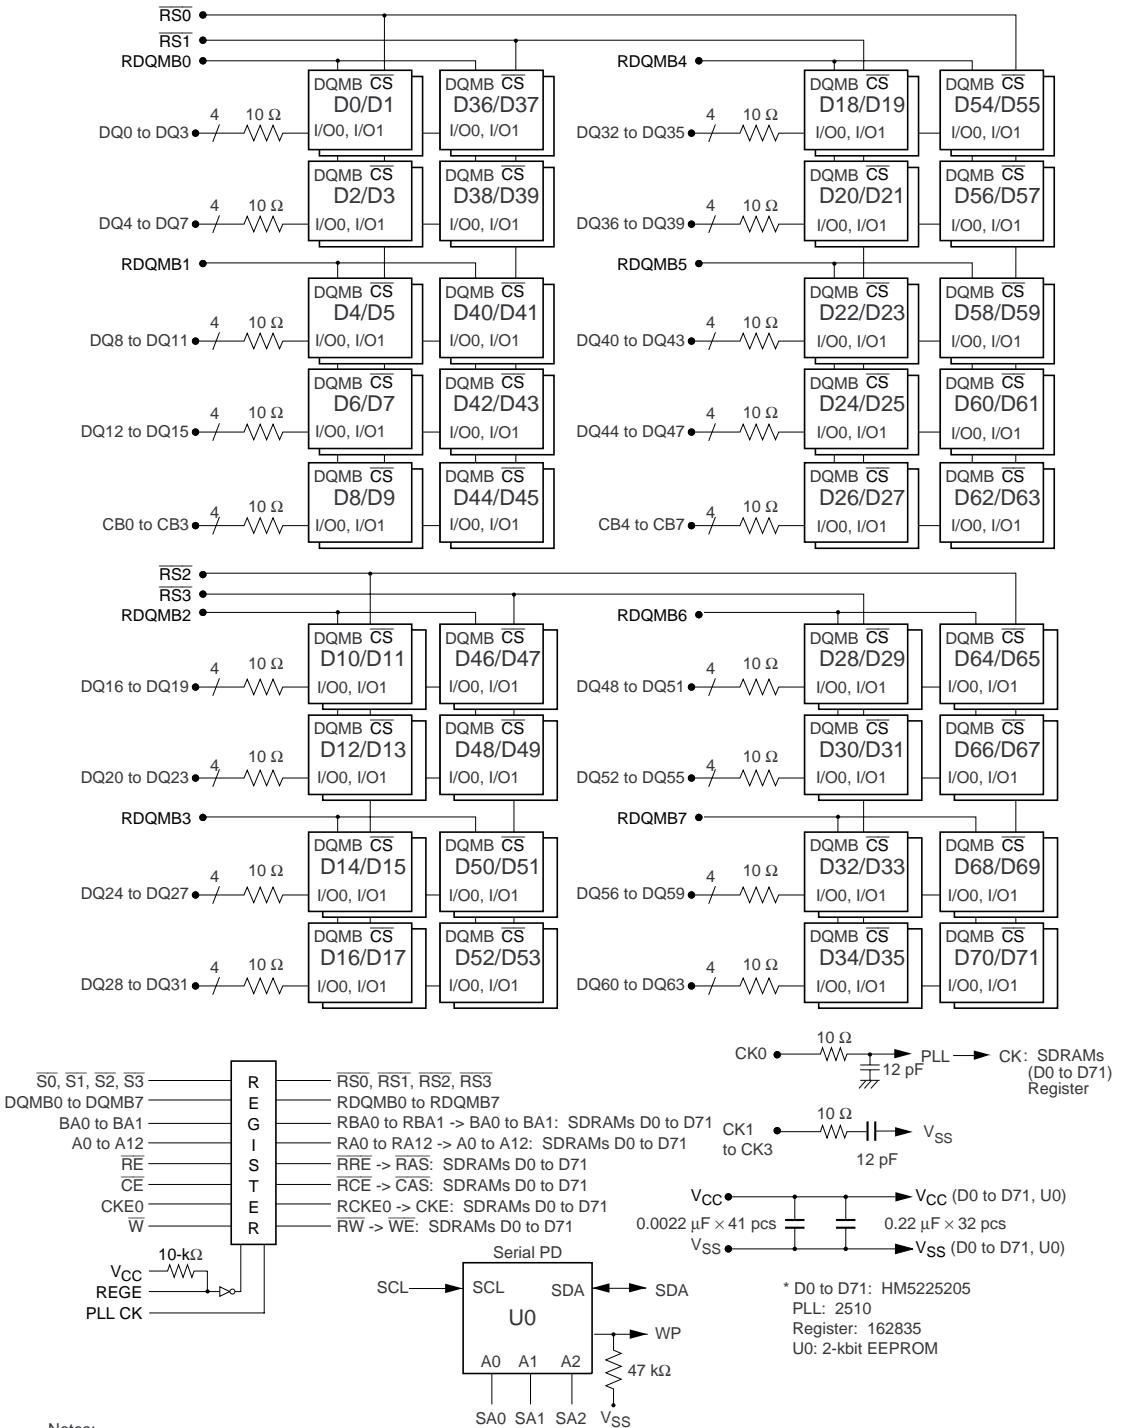 RS0
RS1
RDQMB0 RDQMB4
DQMB CS DQMB CS DQMB CS DQMB CS
D0/D1 D36/D37 D18/D19 D54/D55
4 10 Ω 4 10 Ω
DQ0 to DQ3 I/O0, I/O1 I/O0, I/O1 DQ32 to DQ35 I/O0, I/O1 I/O0, I/O1
DQMB CS DQMB CS DQMB CS DQMB CS
D2/D3 D38/D39 D20/D21 D56/D57
4 10 Ω 4 10 Ω
DQ4 to DQ7 I/O0, I/O1 I/O0, I/O1 DQ36 to DQ39 I/O0, I/O1 I/O0, I/O1
RDQMB1 RDQMB5
DQMB CS DQMB CS DQMB CS DQMB CS
D4/D5 D40/D41 D22/D23 D58/D59
4 10 Ω 4 10 Ω
DQ8 to DQ11 I/O0, I/O1 I/O0, I/O1 DQ40 to DQ43 I/O0, I/O1 I/O0, I/O1
DQMB CS DQMB CS DQMB CS DQMB CS
D6/D7 D42/D43 D24/D25 D60/D61
4 10 Ω 4 10 Ω
DQ12 to DQ15 I/O0, I/O1 I/O0, I/O1 DQ44 to DQ47 I/O0, I/O1 I/O0, I/O1
DQMB CS DQMB CS DQMB CS DQMB CS
D8/D9 D44/D45 D26/D27 D62/D63
4 10 Ω 4 10 Ω
CB0 to CB3 I/O0, I/O1 I/O0, I/O1 CB4 to CB7 I/O0, I/O1 I/O0, I/O1
RS2
RS3
RDQMB2 RDQMB6
DQMB CS DQMB CS DQMB CS DQMB CS
D10/D11 D46/D47 D28/D29 D64/D65
4 10 Ω 4 10 Ω
DQ16 to DQ19 I/O0, I/O1 I/O0, I/O1 DQ48 to DQ51 I/O0, I/O1 I/O0, I/O1
DQMB CS DQMB CS DQMB CS DQMB CS
D12/D13 D48/D49 D30/D31 D66/D67
4 10 Ω 4 10 Ω
DQ20 to DQ23 I/O0, I/O1 I/O0, I/O1 DQ52 to DQ55 I/O0, I/O1 I/O0, I/O1
RDQMB3 RDQMB7
DQMB CS DQMB CS DQMB CS DQMB CS
D14/D15 D50/D51 D32/D33 D68/D69
4 10 Ω 4 10 Ω
DQ24 to DQ27 I/O0, I/O1 I/O0, I/O1 DQ56 to DQ59 I/O0, I/O1 I/O0, I/O1
DQMB CS DQMB CS DQMB CS DQMB CS
D16/D17 D52/D53 D34/D35 D70/D71
4 10 Ω 4 10 Ω
DQ28 to DQ31 I/O0, I/O1 I/O0, I/O1 DQ60 to DQ63 I/O0, I/O1 I/O0, I/O1
REGISTER
S0, S1, S2, S3 RS0, RS1, RS2, RS3
DQMB0 to DQMB7 RDQMB0 to RDQMB7
BA0 to BA1 RBA0 to RBA1 -> BA0 to BA1: SDRAMs D0 to D71
A0 to A12 RA0 to RA12 -> A0 to A12: SDRAMs D0 to D71
RE RRE -> RAS: SDRAMs D0 to D71
CE RCE -> CAS: SDRAMs D0 to D71
CKE0 RCKE0 -> CKE: SDRAMs D0 to D71
W RW -> WE: SDRAMs D0 to D71
10-kΩ
VCC
REGE
PLL CK
10 Ω
CK0 PLL CK: SDRAMs
12 pF (D0 to D71)
Register
10 Ω
CK1 VSS
to CK3
12 pF
VCC VCC (D0 to D71, U0)
0.0022 µF × 41 pcs 0.22 µF × 32 pcs
VSS VSS (D0 to D71, U0)
Serial PD
SCL SCL SDA SDA
U0
WP
A0 A1 A2
47 kΩ
SA0 SA1 SA2 VSS
* D0 to D71: HM5225205
PLL: 2510
Register: 162835
U0: 2-kbit EEPROM
Notes: